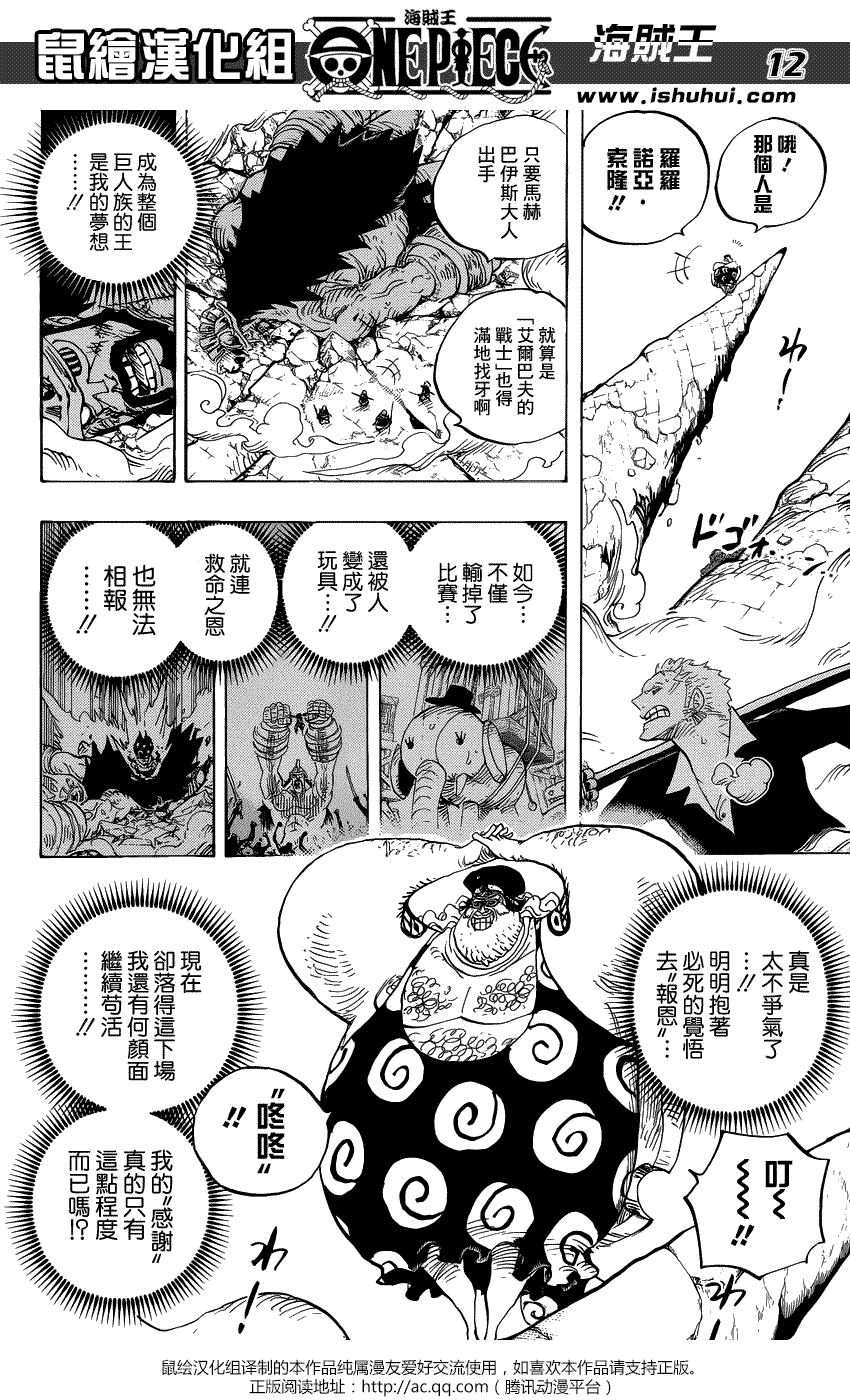 鼠繪漢化組
海賊王
ONE PIECE
海賊王
12
www.ishuhui.com
哦!
那個人是
羅羅
諾亞·
索隆!!
只要馬赫
巴伊斯大人
出手
就算是
「艾爾巴夫的
戰士」也得
滿地找牙啊
成為整個
巨人族的王
是我的夢想
……!!
わー!
ドゴォ..
如今…
不僅
輸掉了
比賽…
還被人
變成了
玩具…!!
就連
救命之恩
也無法
相報
……!!
真是
太不爭氣了
明明抱著
必死的覺悟
去"報恩"…
現在
卻落得這下場
我還有何顏面
繼續苟活
……!!
"咚咚"
!!
叮~~~~!!
我的"感謝"
真的只有
這點程度
而已嗎!?
わー!
わー!
鼠绘汉化组译制的本作品纯属漫友爱好交流使用，如喜欢本作品请支持正版。
正版阅读地址：http://ac.qq.com（腾讯动漫平台）